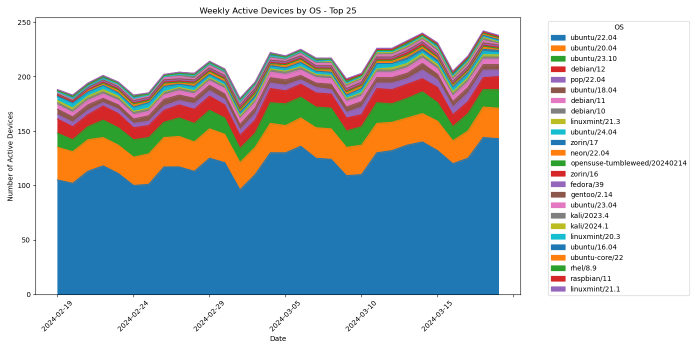 Weekly Active Devices by OS - Top 25
Number of Active Devices
250
200
150
100
50
0
2024-02-19
2024-02-24
2024-02-29
2024-03-05
2024-03-10
2024-03-15
Date
OS
ubuntu/22.04
ubuntu/20.04
ubuntu/23.10
debian/12
pop/22.04
ubuntu/18.04
debian/11
debian/10
linuxmint/21.3
ubuntu/24.04
zorin/17
neon/22.04
opensuse-tumbleweed/20240214
zorin/16
fedora/39
gentoo/2.14
ubuntu/23.04
kali/2023.4
kali/2024.1
linuxmint/20.3
ubuntu/16.04
ubuntu-core/22
rhel/8.9
raspbian/11
linuxmint/21.1